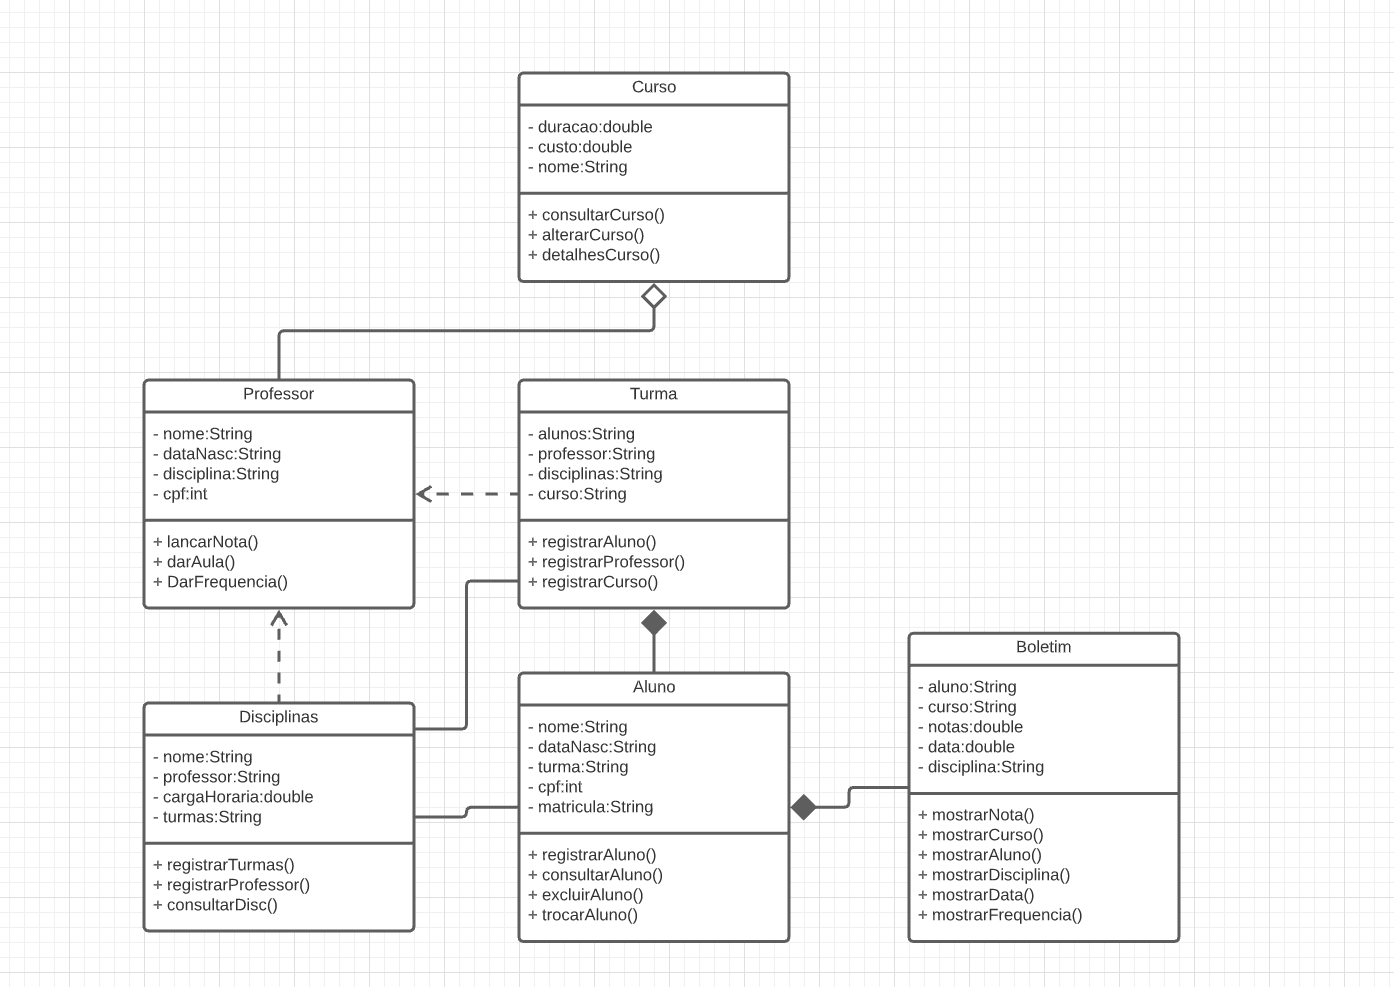 Curso
- duracao:double
- custo:double
- nome:String
+ consultarCurso()
+ alterarCurso()
+ detalhesCurso()
Professor
- nome:String
- dataNasc:String
- disciplina:String
- cpf:int
+ lancarNota()
+ darAula()
+ DarFrequencia()
Turma
- alunos:String
- professor:String
- disciplinas:String
- curso:String
+ registrarAluno()
+ registrarProfessor()
+ registrarCurso()
Disciplinas
- nome:String
- professor:String
- cargaHoraria:double
- turmas:String
+ registrarTurmas()
+ registrarProfessor()
+ consultarDisc()
Aluno
- nome:String
- dataNasc:String
- turma:String
- cpf:int
- matricula:String
+ registrarAluno()
+ consultarAluno()
+ excluirAluno()
+ trocarAluno()
Boletim
- aluno:String
- curso:String
- notas:double
- data:double
- disciplina:String
+ mostrarNota()
+ mostrarCurso()
+ mostrarAluno()
+ mostrarDisciplina()
+ mostrarData()
+ mostrarFrequencia()